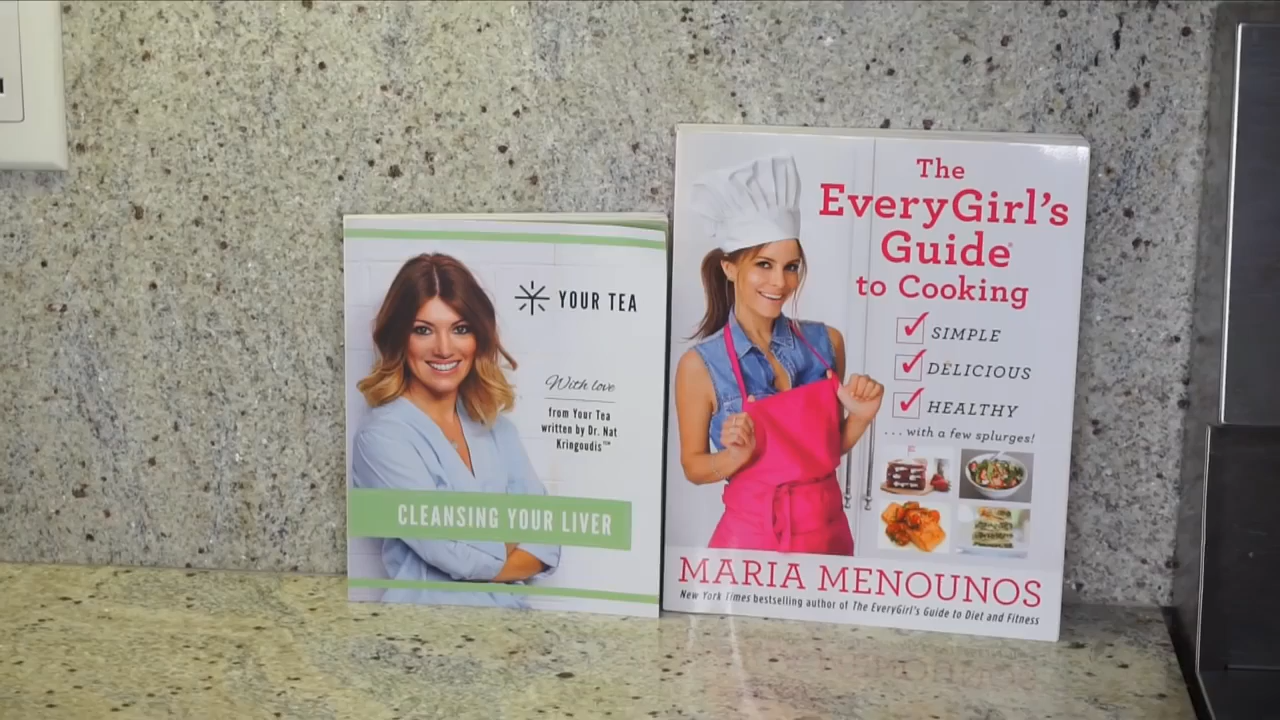 YOUR TEA
With love
from Your Tea
written by Dr. Nat
Kringoudis™
CLEANSING YOUR LIVER
The
EveryGirl's
Guide®
to Cooking
SIMPLE
DELICIOUS
HEALTHY
...with a few splurges!
MARIA MENOUNOS
New York Times bestselling author of The EveryGirl's Guide to Diet and Fitness